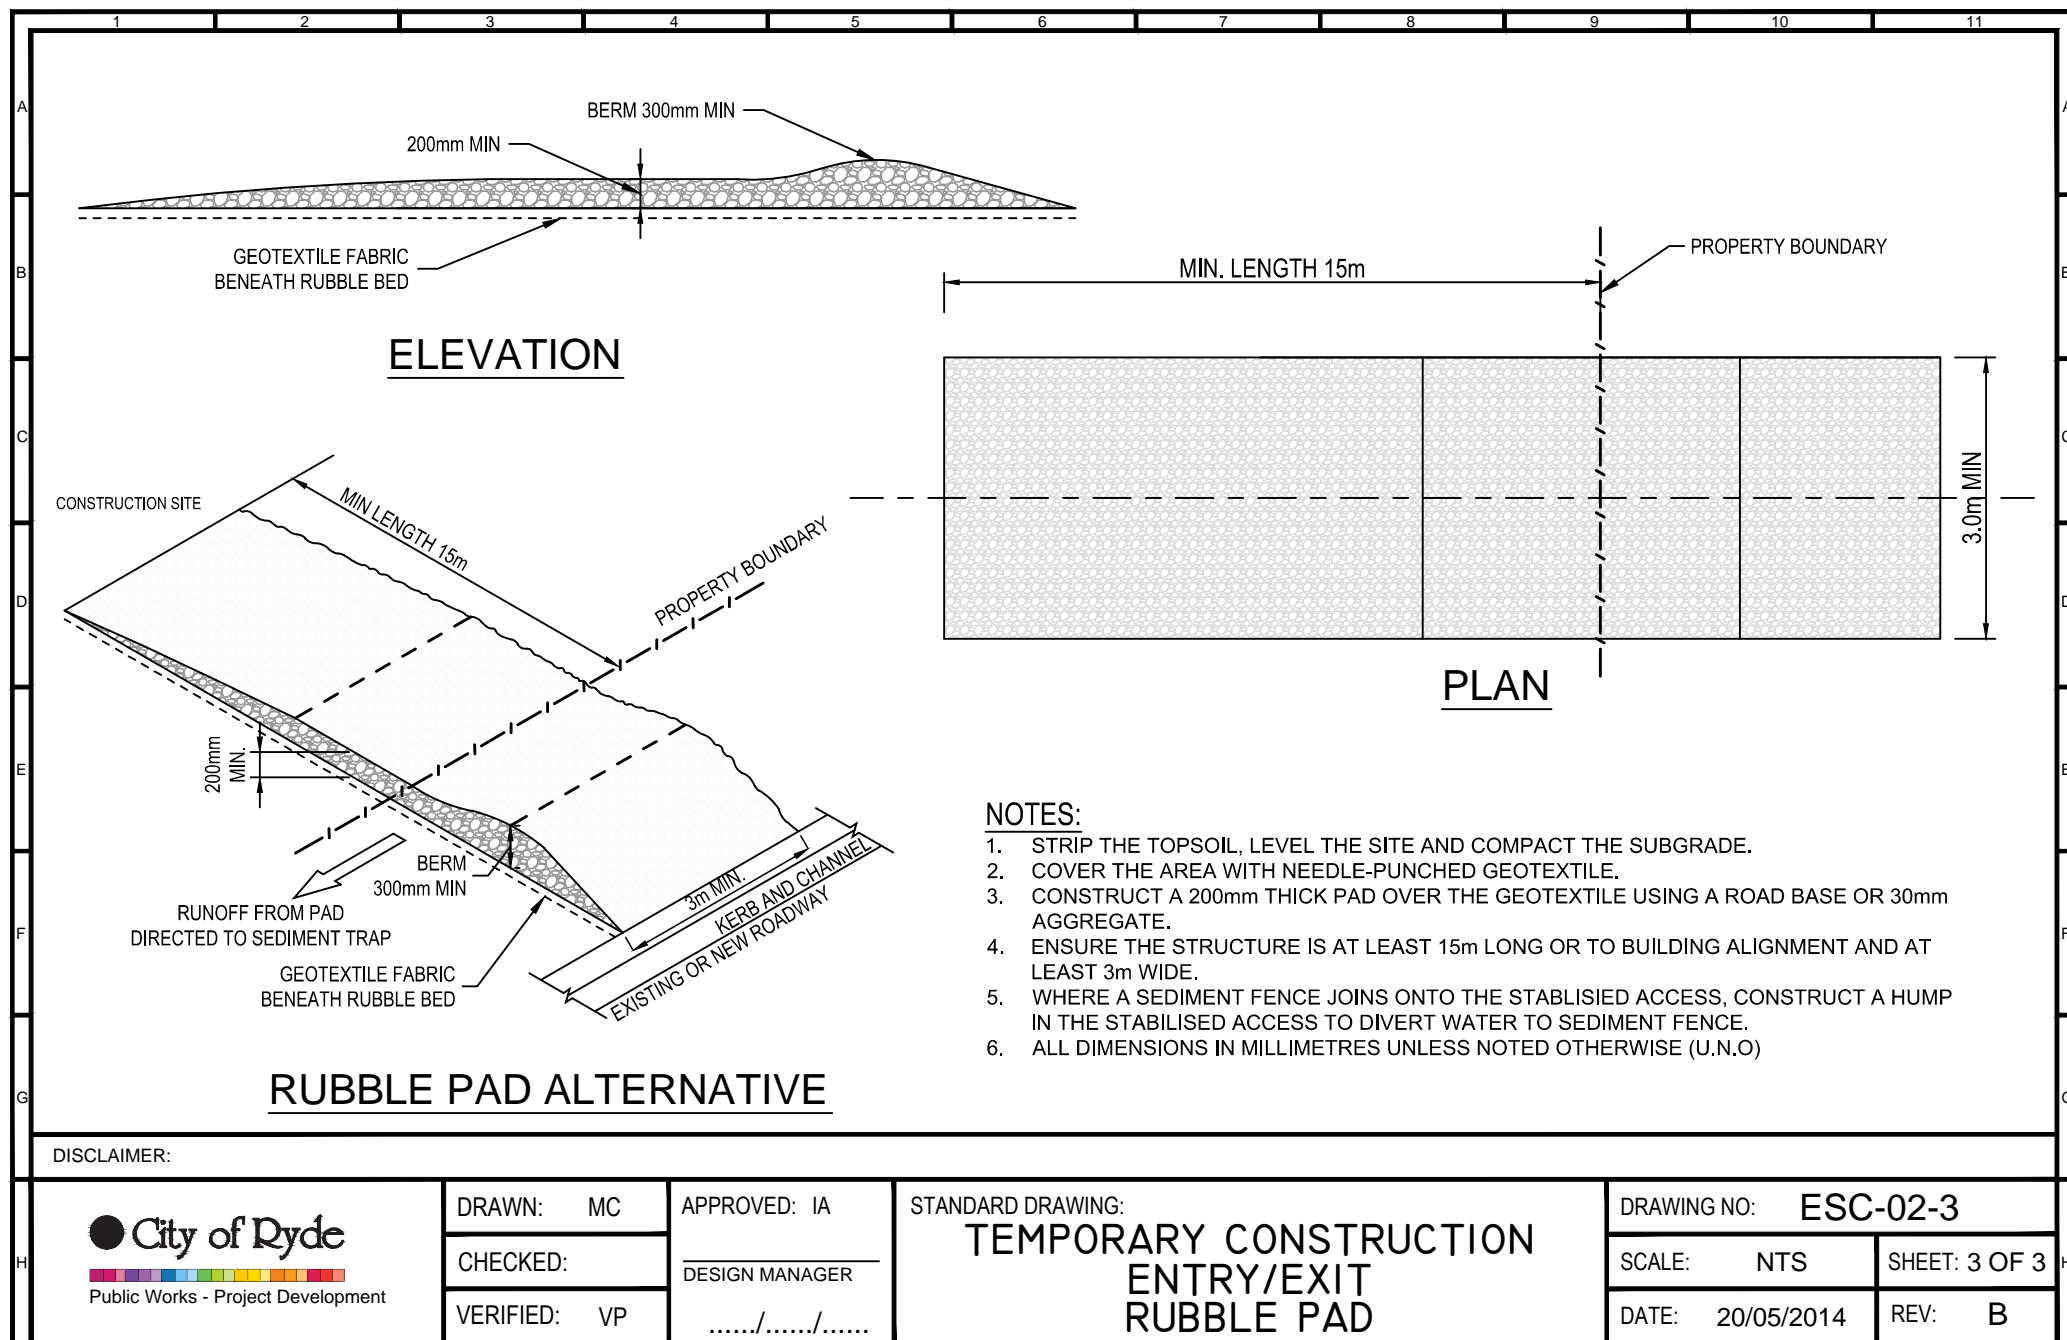 1 2 3 4 5 6 7 8 9 10 11
A
B
C
D
E
F
G
H
BERM 300mm MIN
200mm MIN
GEOTEXTILE FABRIC
BENEATH RUBBLE BED
ELEVATION
MIN. LENGTH 15m
PROPERTY BOUNDARY
3.0m MIN
PLAN
CONSTRUCTION SITE
MIN LENGTH 15m
PROPERTY BOUNDARY
200mm
MIN.
BERM
300mm MIN
RUNOFF FROM PAD
DIRECTED TO SEDIMENT TRAP
GEOTEXTILE FABRIC
BENEATH RUBBLE BED
3m MIN.
KERB AND CHANNEL
EXISTING OR NEW ROADWAY
RUBBLE PAD ALTERNATIVE
NOTES:
1. STRIP THE TOPSOIL, LEVEL THE SITE AND COMPACT THE SUBGRADE.
2. COVER THE AREA WITH NEEDLE-PUNCHED GEOTEXTILE.
3. CONSTRUCT A 200mm THICK PAD OVER THE GEOTEXTILE USING A ROAD BASE OR 30mm
AGGREGATE.
4. ENSURE THE STRUCTURE IS AT LEAST 15m LONG OR TO BUILDING ALIGNMENT AND AT
LEAST 3m WIDE.
5. WHERE A SEDIMENT FENCE JOINS ONTO THE STABLISIED ACCESS, CONSTRUCT A HUMP
IN THE STABILISED ACCESS TO DIVERT WATER TO SEDIMENT FENCE.
6. ALL DIMENSIONS IN MILLIMETRES UNLESS NOTED OTHERWISE (U.N.O)
DISCLAIMER:
City of Ryde
Public Works - Project Development
DRAWN: MC
CHECKED:
VERIFIED: VP
APPROVED: IA
DESIGN MANAGER
....../....../......
STANDARD DRAWING:
TEMPORARY CONSTRUCTION
ENTRY/EXIT
RUBBLE PAD
DRAWING NO: ESC-02-3
SCALE: NTS
SHEET: 3 OF 3
DATE: 20/05/2014
REV: B